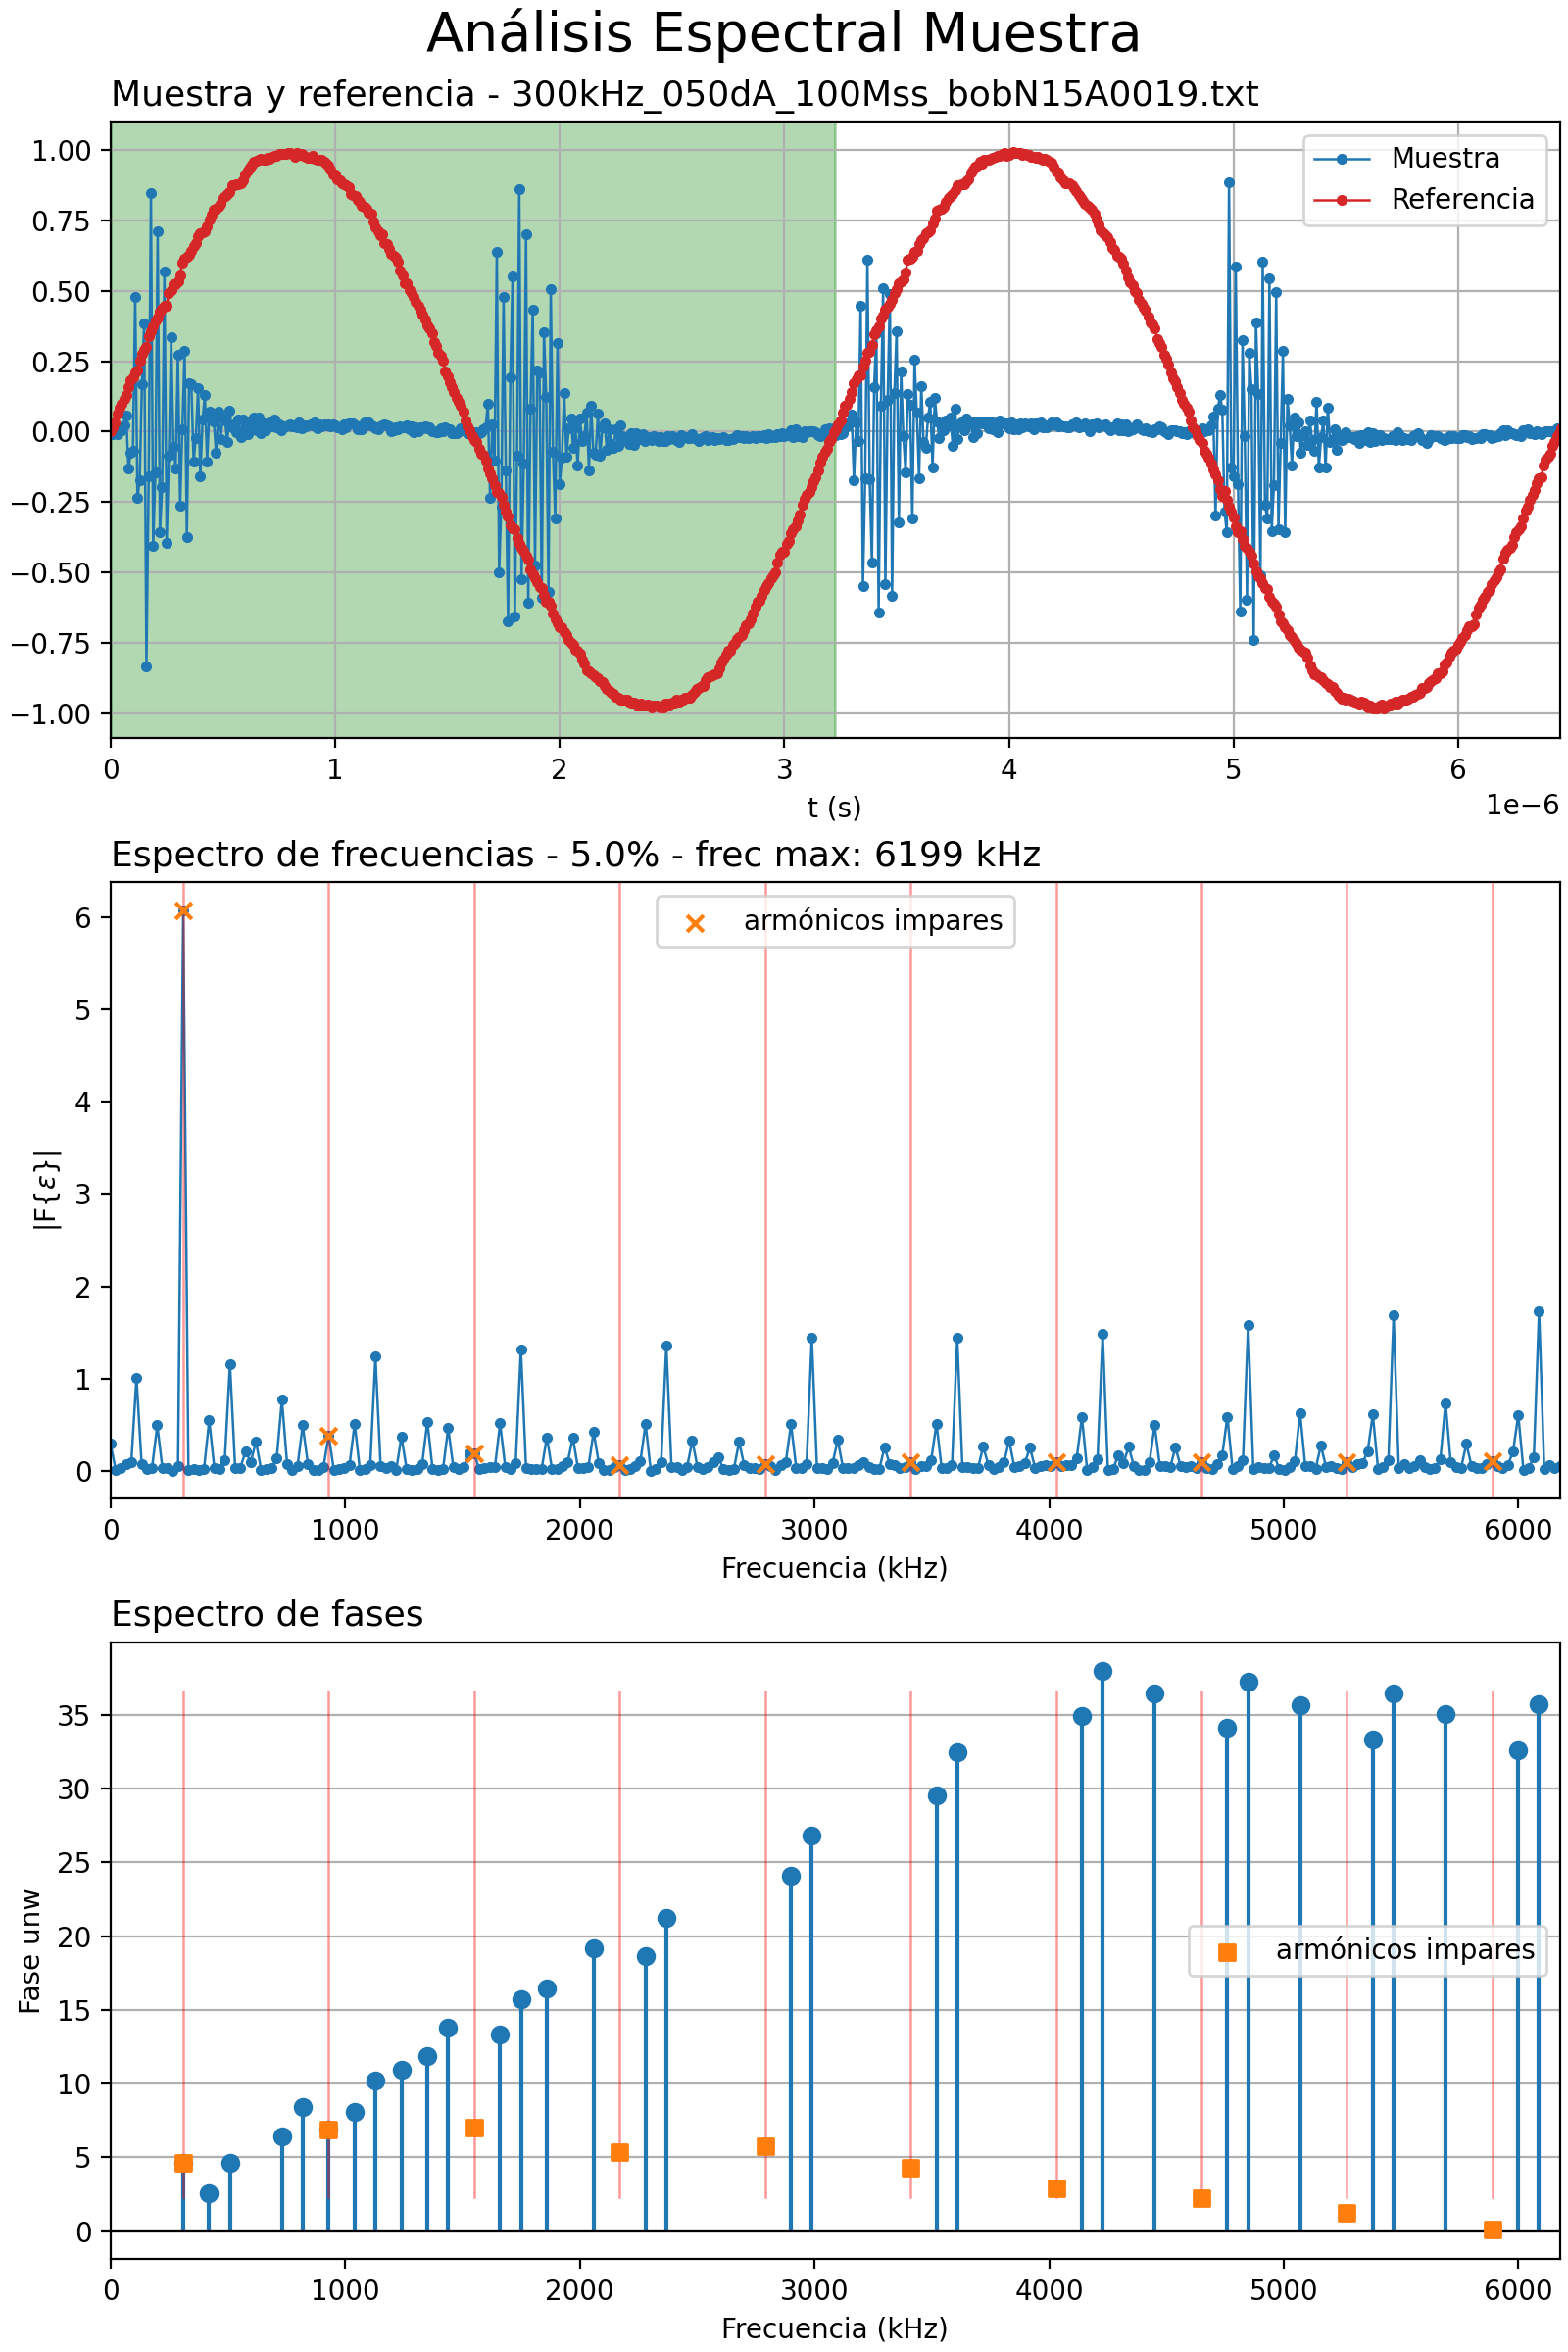 Análisis Espectral Muestra
Muestra y referencia - 300kHz_050dA_100Mss_bobN15A0019.txt
1.00
0.75
0.50
0.25
0.00
−0.25
−0.50
−0.75
−1.00
Muestra
Referencia
0 1 2 3 4 5 6
t (s)
1e−6
Espectro de frecuencias - 5.0% - frec max: 6199 kHz
armónicos impares
6
5
4
3
2
1
0
|F{ε}|
0 1000 2000 3000 4000 5000 6000
Frecuencia (kHz)
Espectro de fases
35
30
25
20
15
10
5
0
Fase unw
armónicos impares
0 1000 2000 3000 4000 5000 6000
Frecuencia (kHz)